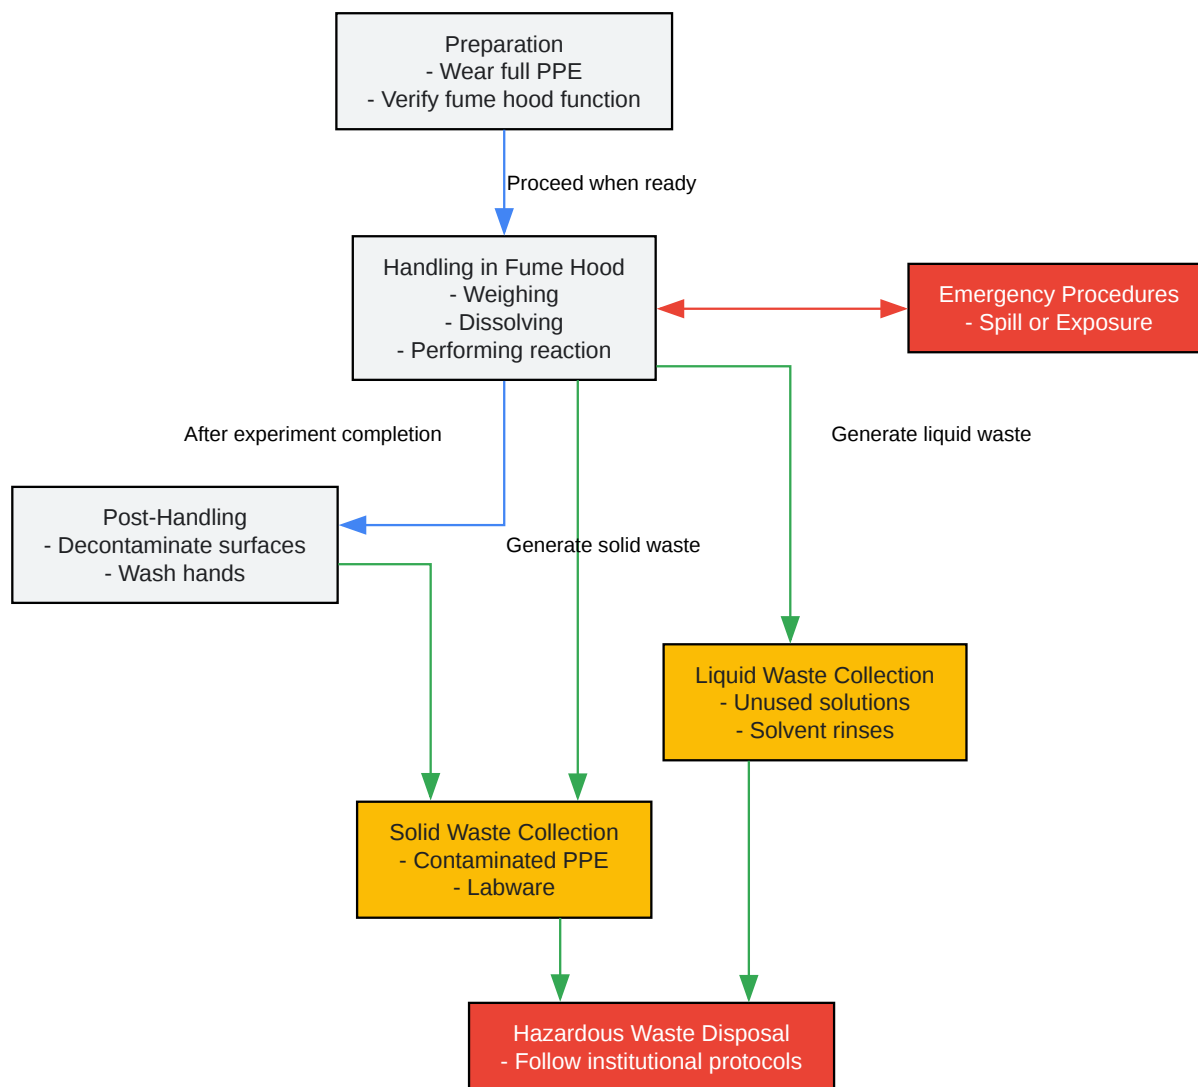 Preparation
- Wear full PPE
- Verify fume hood function
Proceed when ready
Handling in Fume Hood
- Weighing
- Dissolving
- Performing reaction
Emergency Procedures
- Spill or Exposure
After experiment completion
Generate liquid waste
Post-Handling
- Decontaminate surfaces
- Wash hands
Generate solid waste
Liquid Waste Collection
- Unused solutions
- Solvent rinses
Solid Waste Collection
- Contaminated PPE
- Labware
Hazardous Waste Disposal
- Follow institutional protocols